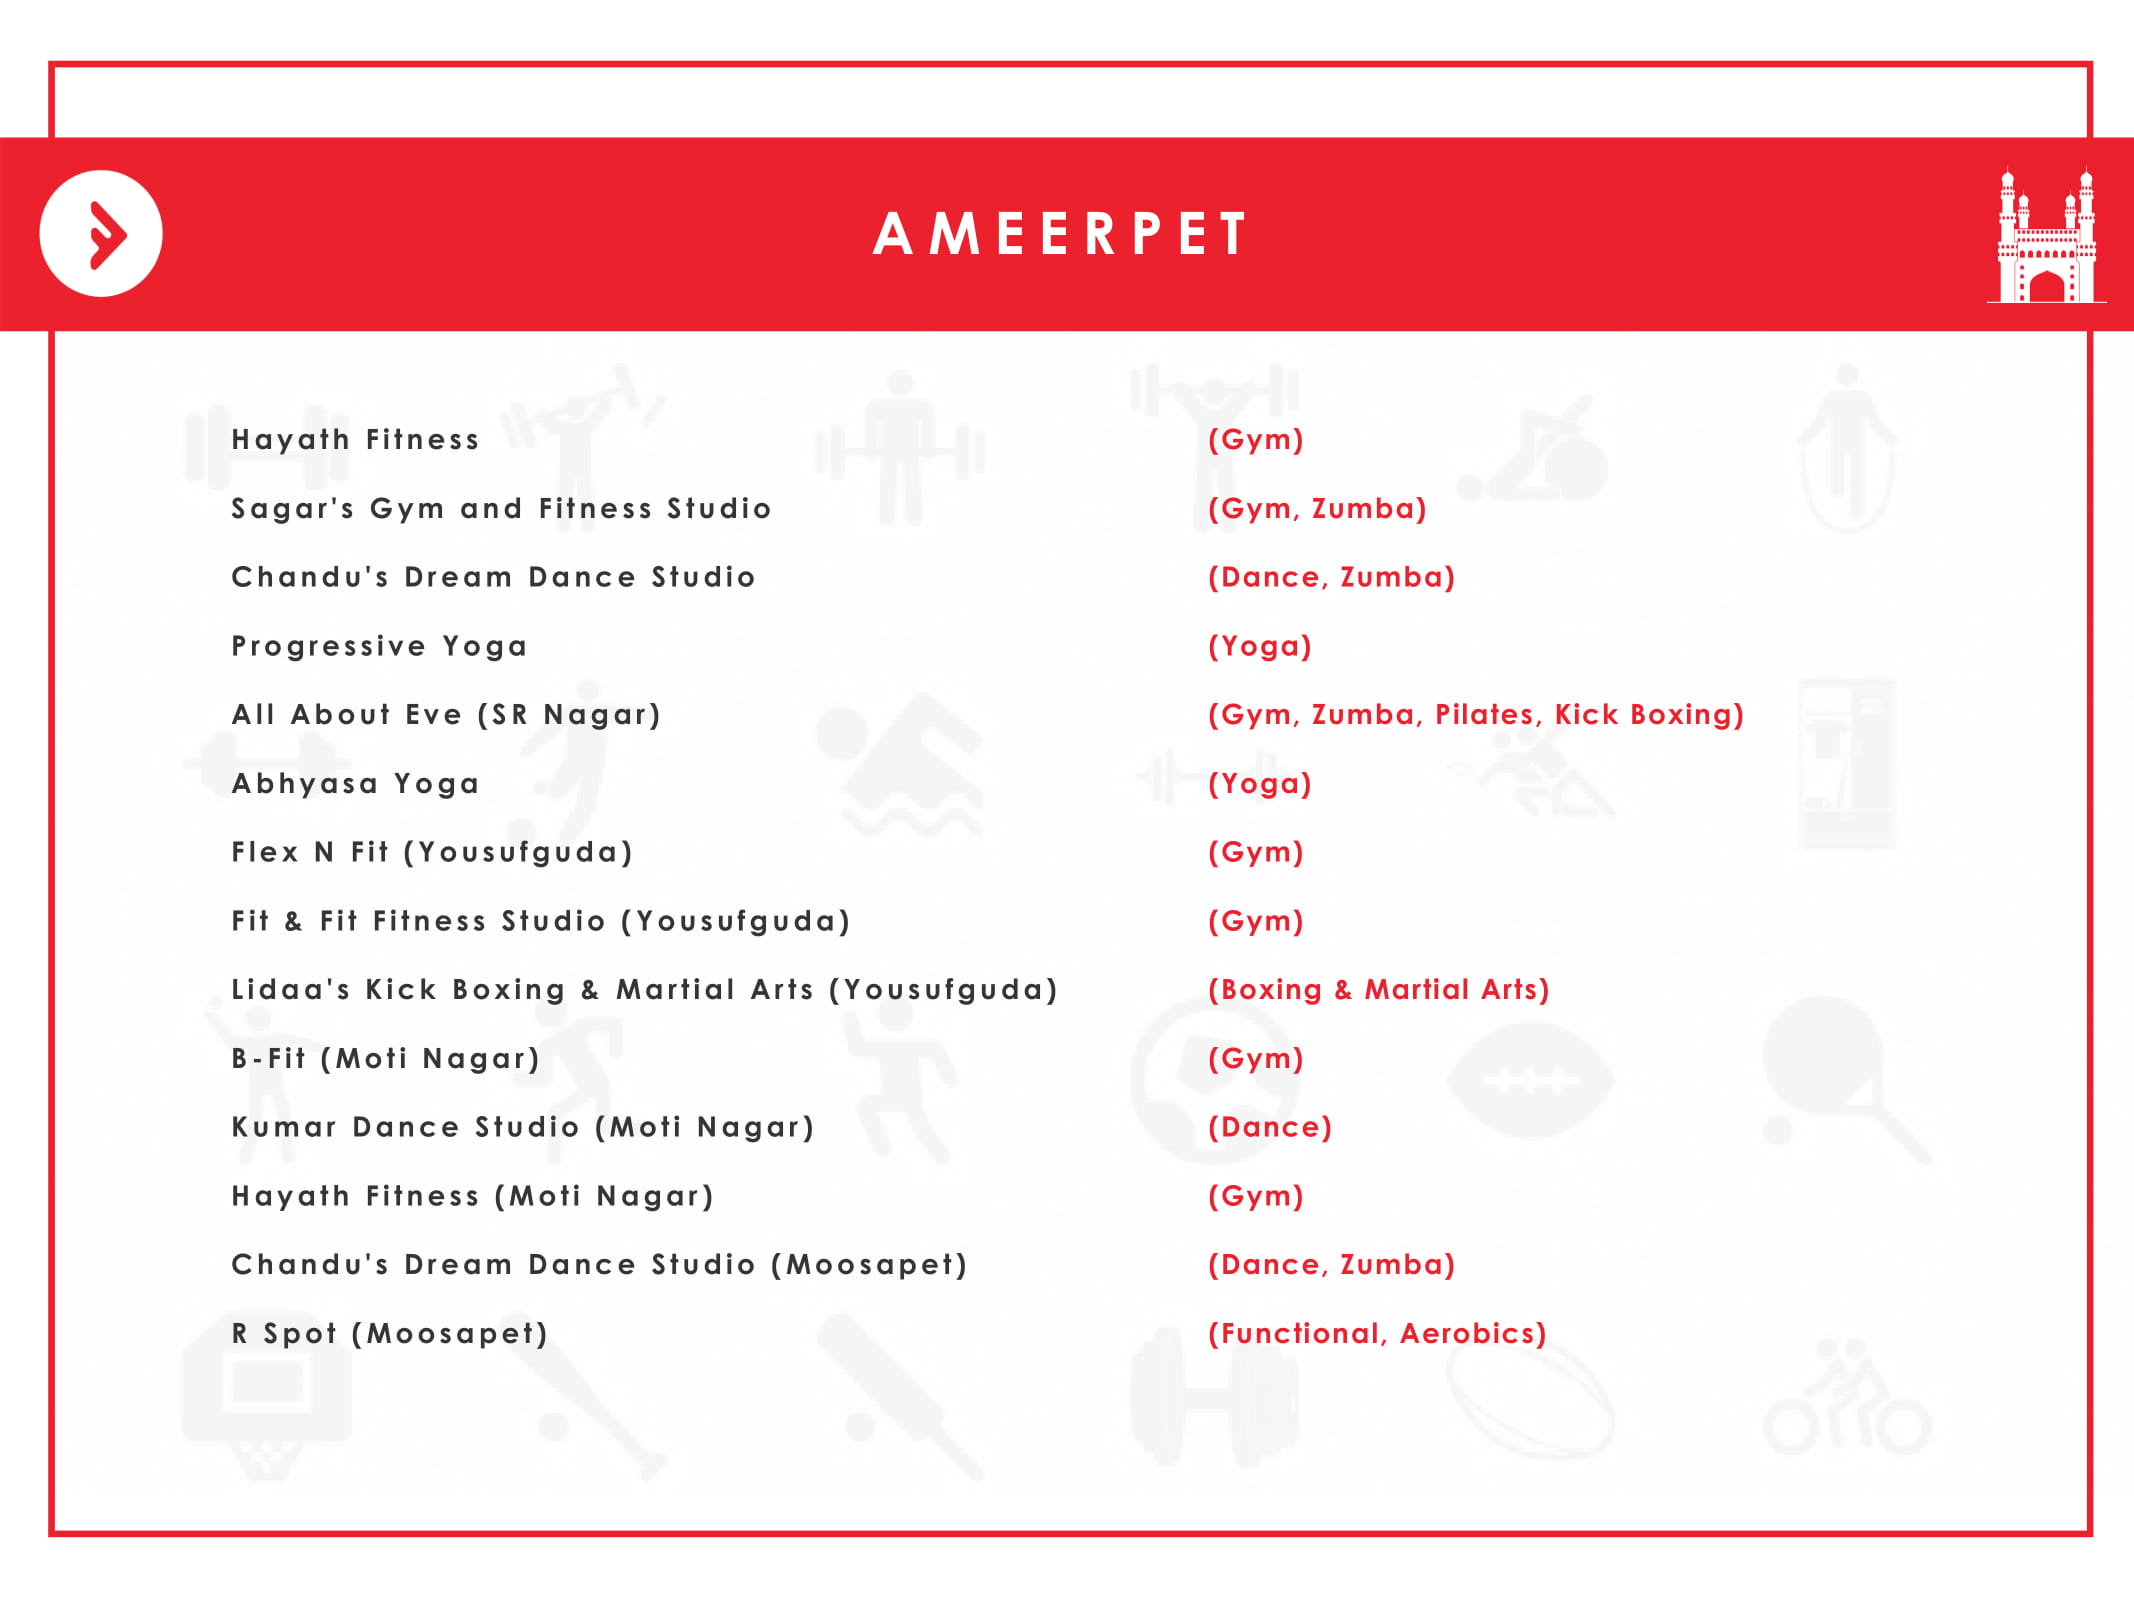 AMEERPET
Hayath Fitness (Gym)
Sagar's Gym and Fitness Studio (Gym, Zumba)
Chandu's Dream Dance Studio (Dance, Zumba)
Progressive Yoga (Yoga)
All About Eve (SR Nagar) (Gym, Zumba, Pilates, Kick Boxing)
Abhyasa Yoga (Yoga)
Flex N Fit (Yousufguda) (Gym)
Fit & Fit Fitness Studio (Yousufguda) (Gym)
Lidaa's Kick Boxing & Martial Arts (Yousufguda) (Boxing & Martial Arts)
B-Fit (Moti Nagar) (Gym)
Kumar Dance Studio (Moti Nagar) (Dance)
Hayath Fitness (Moti Nagar) (Gym)
Chandu's Dream Dance Studio (Moosapet) (Dance, Zumba)
R Spot (Moosapet) (Functional, Aerobics)